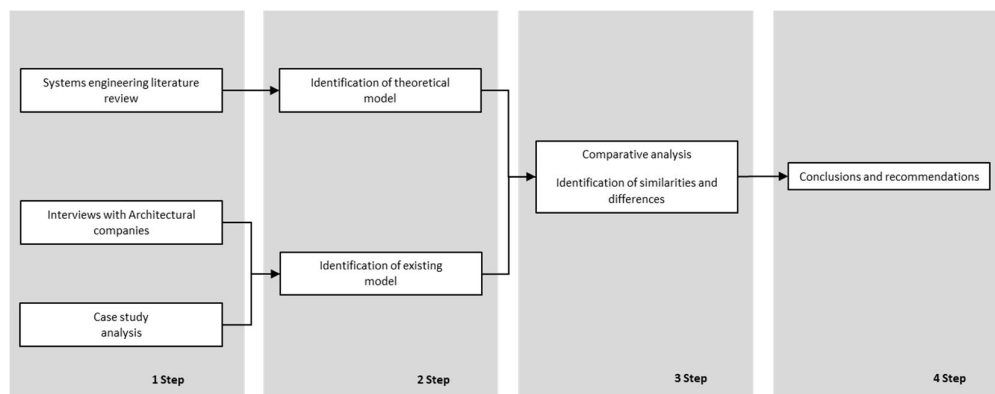 Systems engineering literature
review
Identification of theoretical
model
Interviews with Architectural
companies
Case study
analysis
Identification of existing
model
Comparative analysis
Identification of similarities and
differences
Conclusions and recommendations
1 Step
2 Step
3 Step
4 Step